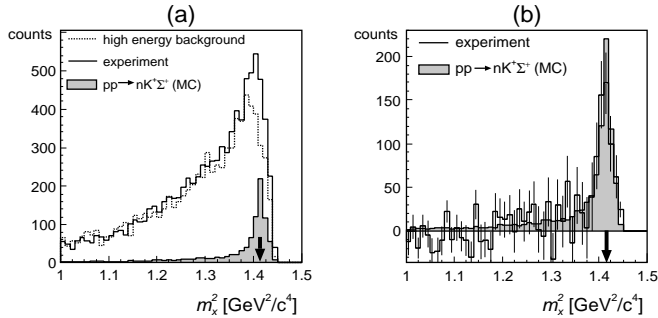 (a)
counts
high energy background
experiment
pp→nK⁺Σ⁺ (MC)
500
400
300
200
100
0
1 1.1 1.2 1.3 1.4 1.5
m²ₓ [GeV²/c⁴]
(b)
counts
experiment
pp→nK⁺Σ⁺ (MC)
200
150
100
50
0
1 1.1 1.2 1.3 1.4 1.5
m²ₓ [GeV²/c⁴]